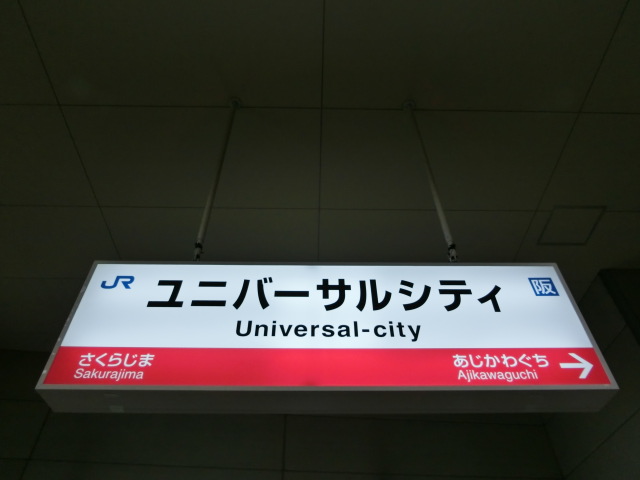 JR ユニバーサルシティ 阪
Universal-city
さくらじま あじかわぐち →
Sakurajima Ajikawaguchi